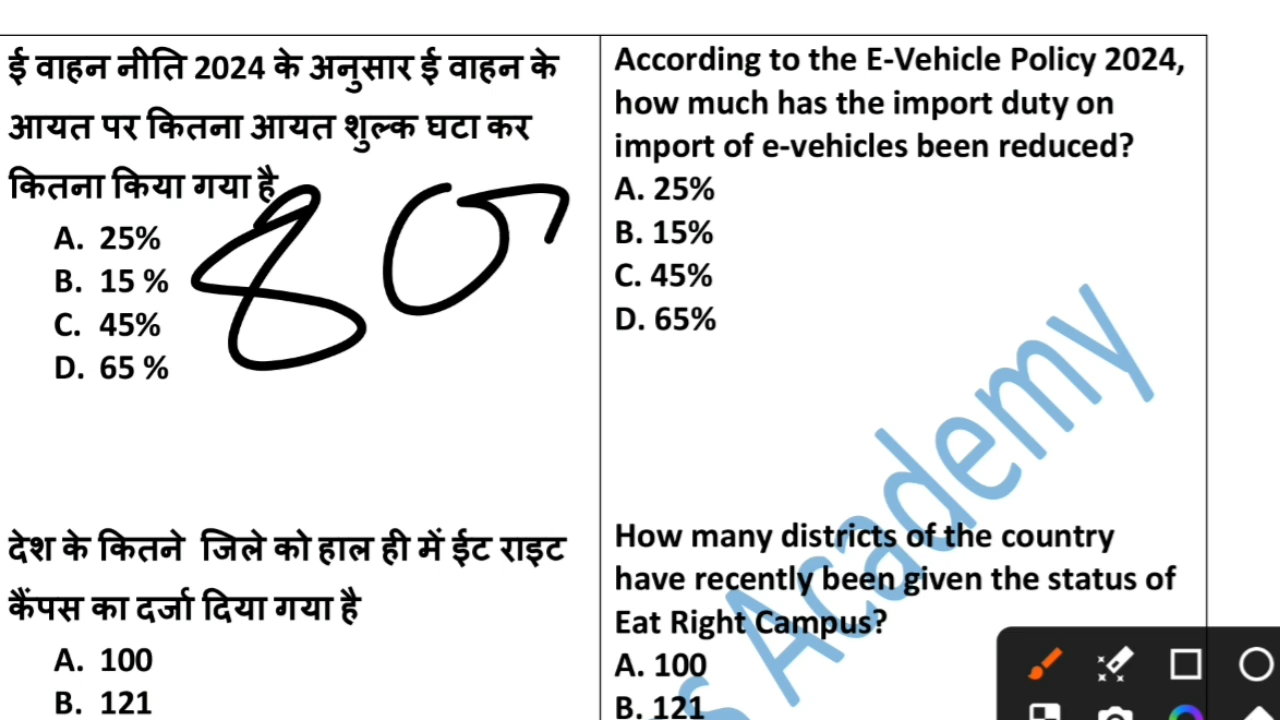 ई वाहन नीति 2024 के अनुसार ई वाहन के
आयत पर कितना आयत शुल्क घटा कर
कितना किया गया है
A. 25%
B. 15 %
C. 45%
D. 65 %
80
According to the E-Vehicle Policy 2024,
how much has the import duty on
import of e-vehicles been reduced?
A. 25%
B. 15%
C. 45%
D. 65%
देश के कितने जिले को हाल ही में ईट राइट
कैंपस का दर्जा दिया गया है
A. 100
B. 121
How many districts of the country
have recently been given the status of
Eat Right Campus?
A. 100
B. 121
Academy